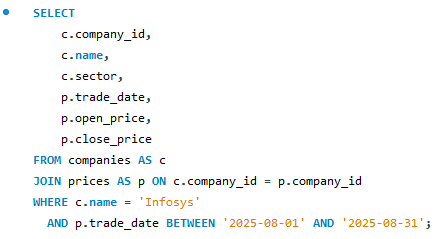 SELECT
c.company_id,
c.name,
c.sector,
p.trade_date,
p.open_price,
p.close_price
FROM companies AS c
JOIN prices AS p ON c.company_id = p.company_id
WHERE c.name = 'Infosys'
AND p.trade_date BETWEEN '2025-08-01' AND '2025-08-31';